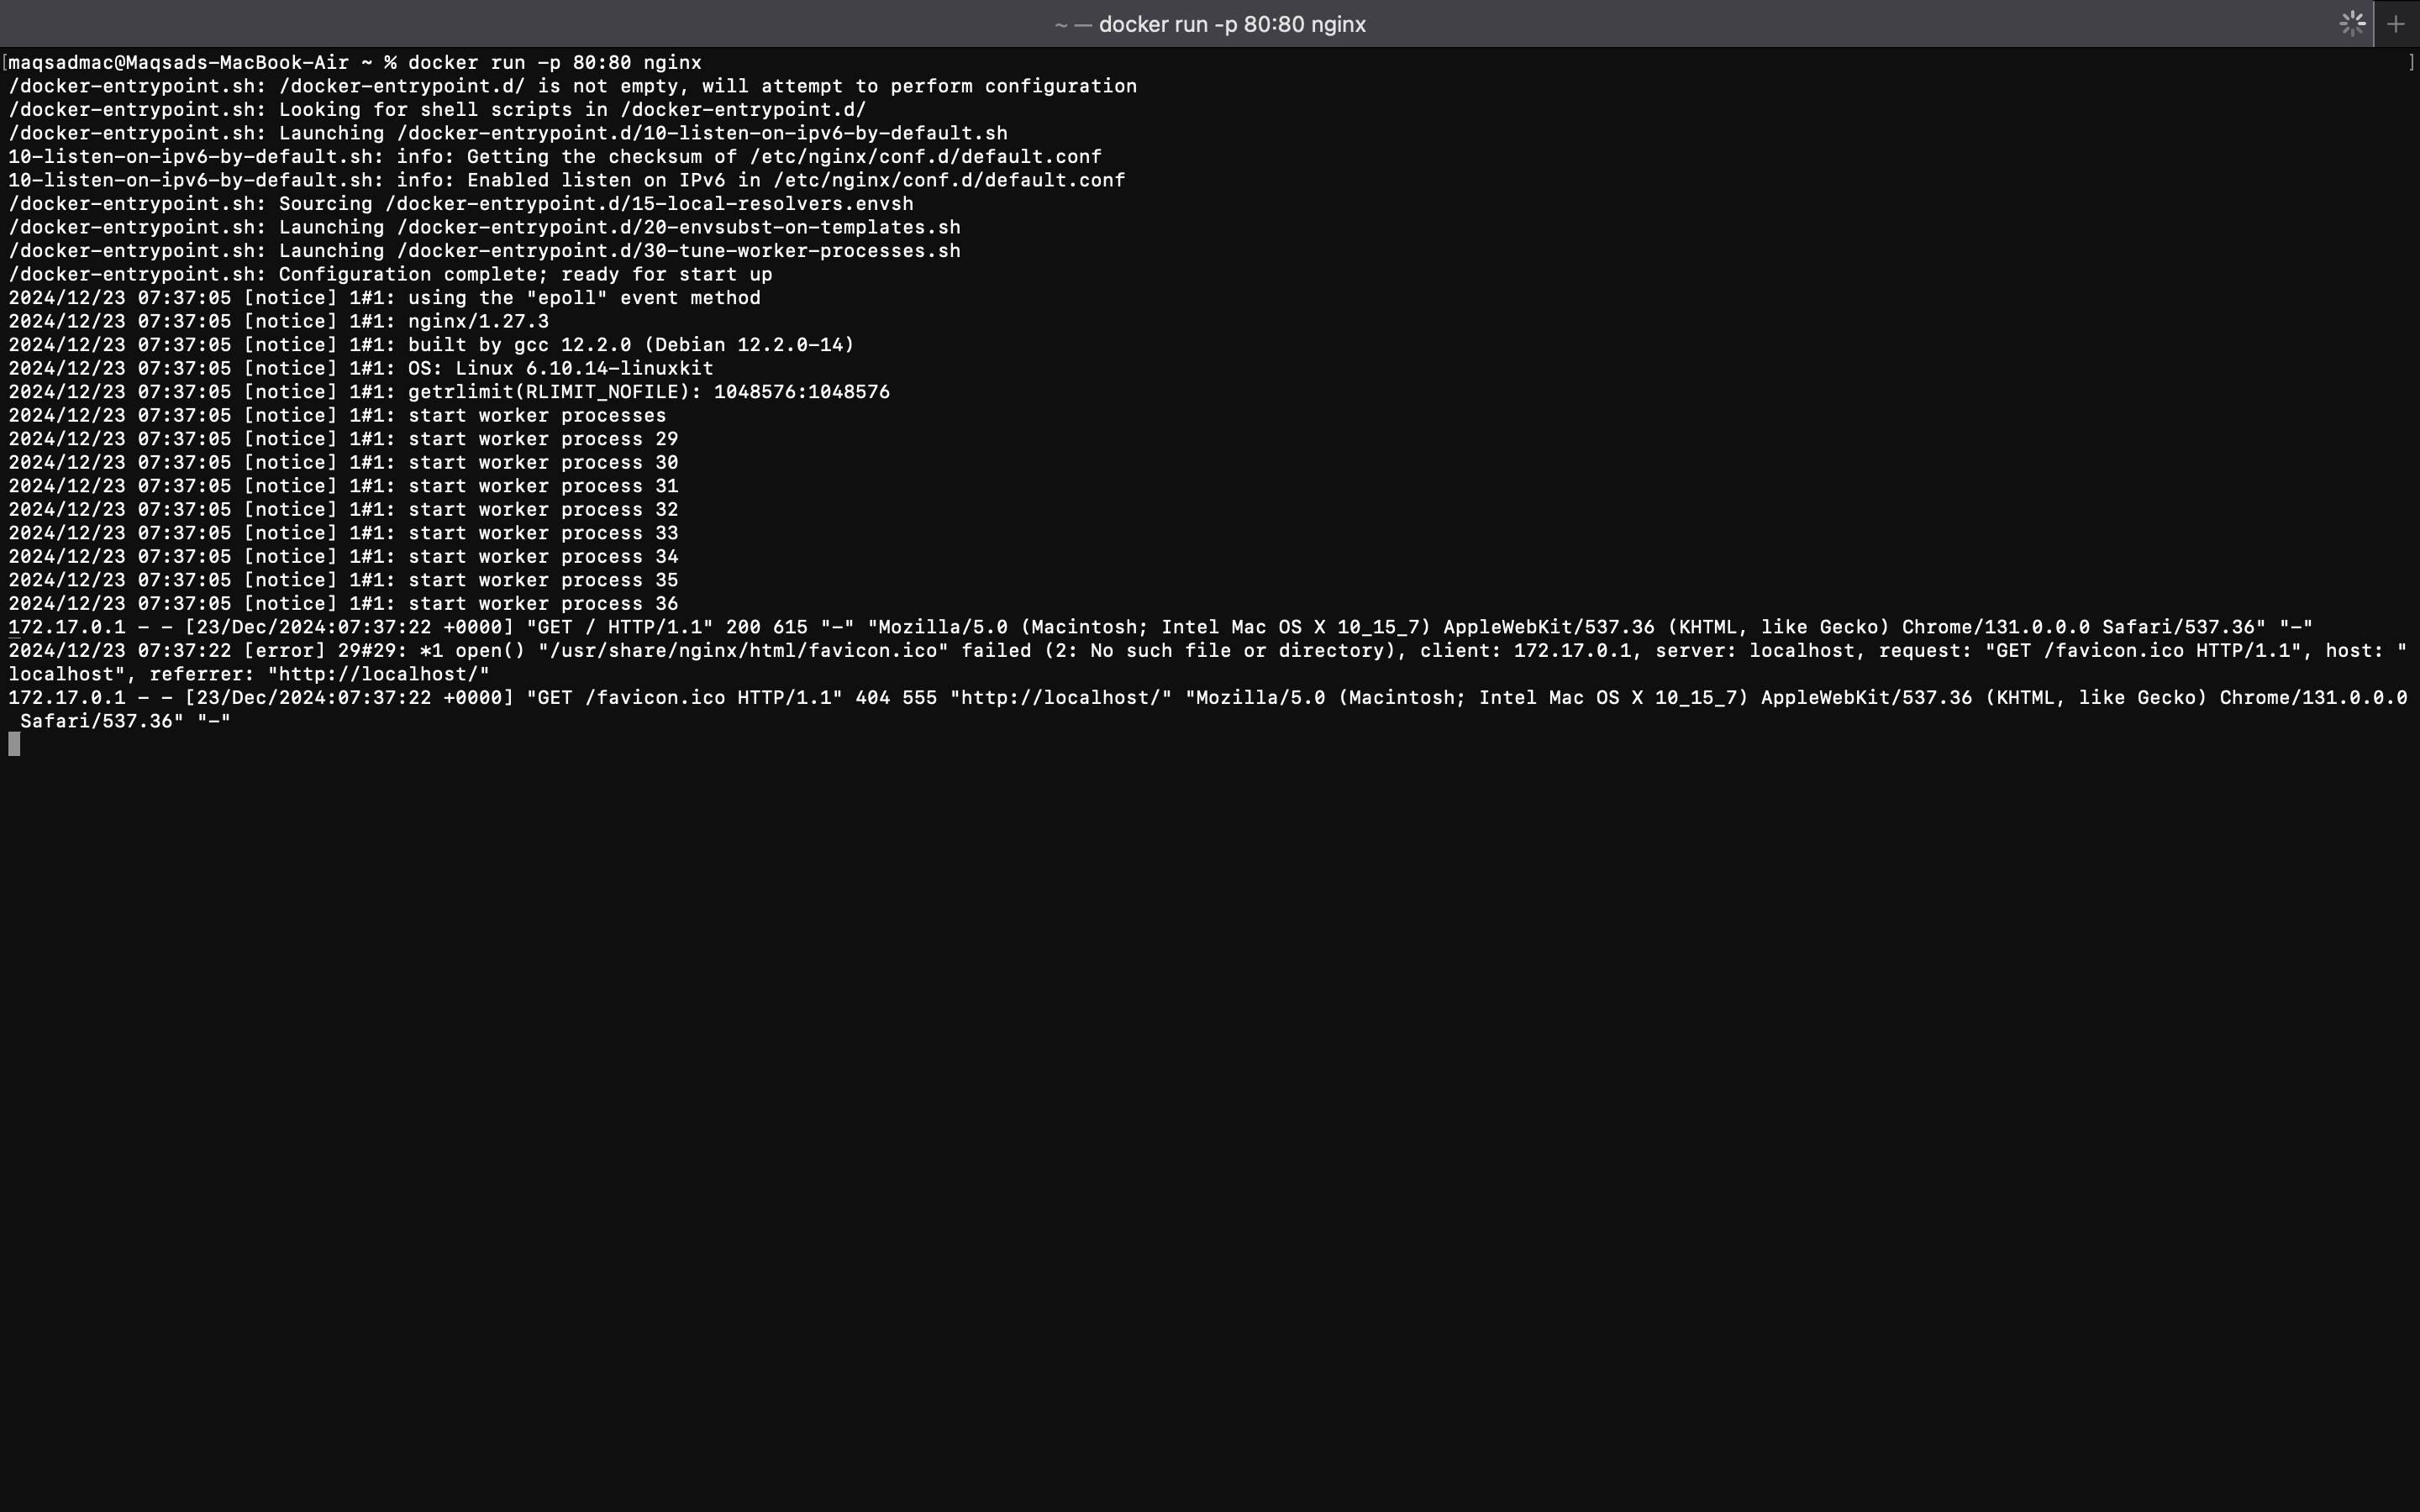 ~ — docker run -p 80:80 nginx
[maqsadmac@Maqsads-MacBook-Air ~ % docker run -p 80:80 nginx ]
/docker-entrypoint.sh: /docker-entrypoint.d/ is not empty, will attempt to perform configuration
/docker-entrypoint.sh: Looking for shell scripts in /docker-entrypoint.d/
/docker-entrypoint.sh: Launching /docker-entrypoint.d/10-listen-on-ipv6-by-default.sh
10-listen-on-ipv6-by-default.sh: info: Getting the checksum of /etc/nginx/conf.d/default.conf
10-listen-on-ipv6-by-default.sh: info: Enabled listen on IPv6 in /etc/nginx/conf.d/default.conf
/docker-entrypoint.sh: Sourcing /docker-entrypoint.d/15-local-resolvers.envsh
/docker-entrypoint.sh: Launching /docker-entrypoint.d/20-envsubst-on-templates.sh
/docker-entrypoint.sh: Launching /docker-entrypoint.d/30-tune-worker-processes.sh
/docker-entrypoint.sh: Configuration complete; ready for start up
2024/12/23 07:37:05 [notice] 1#1: using the "epoll" event method
2024/12/23 07:37:05 [notice] 1#1: nginx/1.27.3
2024/12/23 07:37:05 [notice] 1#1: built by gcc 12.2.0 (Debian 12.2.0-14)
2024/12/23 07:37:05 [notice] 1#1: OS: Linux 6.10.14-linuxkit
2024/12/23 07:37:05 [notice] 1#1: getrlimit(RLIMIT_NOFILE): 1048576:1048576
2024/12/23 07:37:05 [notice] 1#1: start worker processes
2024/12/23 07:37:05 [notice] 1#1: start worker process 29
2024/12/23 07:37:05 [notice] 1#1: start worker process 30
2024/12/23 07:37:05 [notice] 1#1: start worker process 31
2024/12/23 07:37:05 [notice] 1#1: start worker process 32
2024/12/23 07:37:05 [notice] 1#1: start worker process 33
2024/12/23 07:37:05 [notice] 1#1: start worker process 34
2024/12/23 07:37:05 [notice] 1#1: start worker process 35
2024/12/23 07:37:05 [notice] 1#1: start worker process 36
172.17.0.1 - - [23/Dec/2024:07:37:22 +0000] "GET / HTTP/1.1" 200 615 "-" "Mozilla/5.0 (Macintosh; Intel Mac OS X 10_15_7) AppleWebKit/537.36 (KHTML, like Gecko) Chrome/131.0.0.0 Safari/537.36" "-"
2024/12/23 07:37:22 [error] 29#29: *1 open() "/usr/share/nginx/html/favicon.ico" failed (2: No such file or directory), client: 172.17.0.1, server: localhost, request: "GET /favicon.ico HTTP/1.1", host: "
localhost", referrer: "http://localhost/"
172.17.0.1 - - [23/Dec/2024:07:37:22 +0000] "GET /favicon.ico HTTP/1.1" 404 555 "http://localhost/" "Mozilla/5.0 (Macintosh; Intel Mac OS X 10_15_7) AppleWebKit/537.36 (KHTML, like Gecko) Chrome/131.0.0.0
 Safari/537.36" "-"